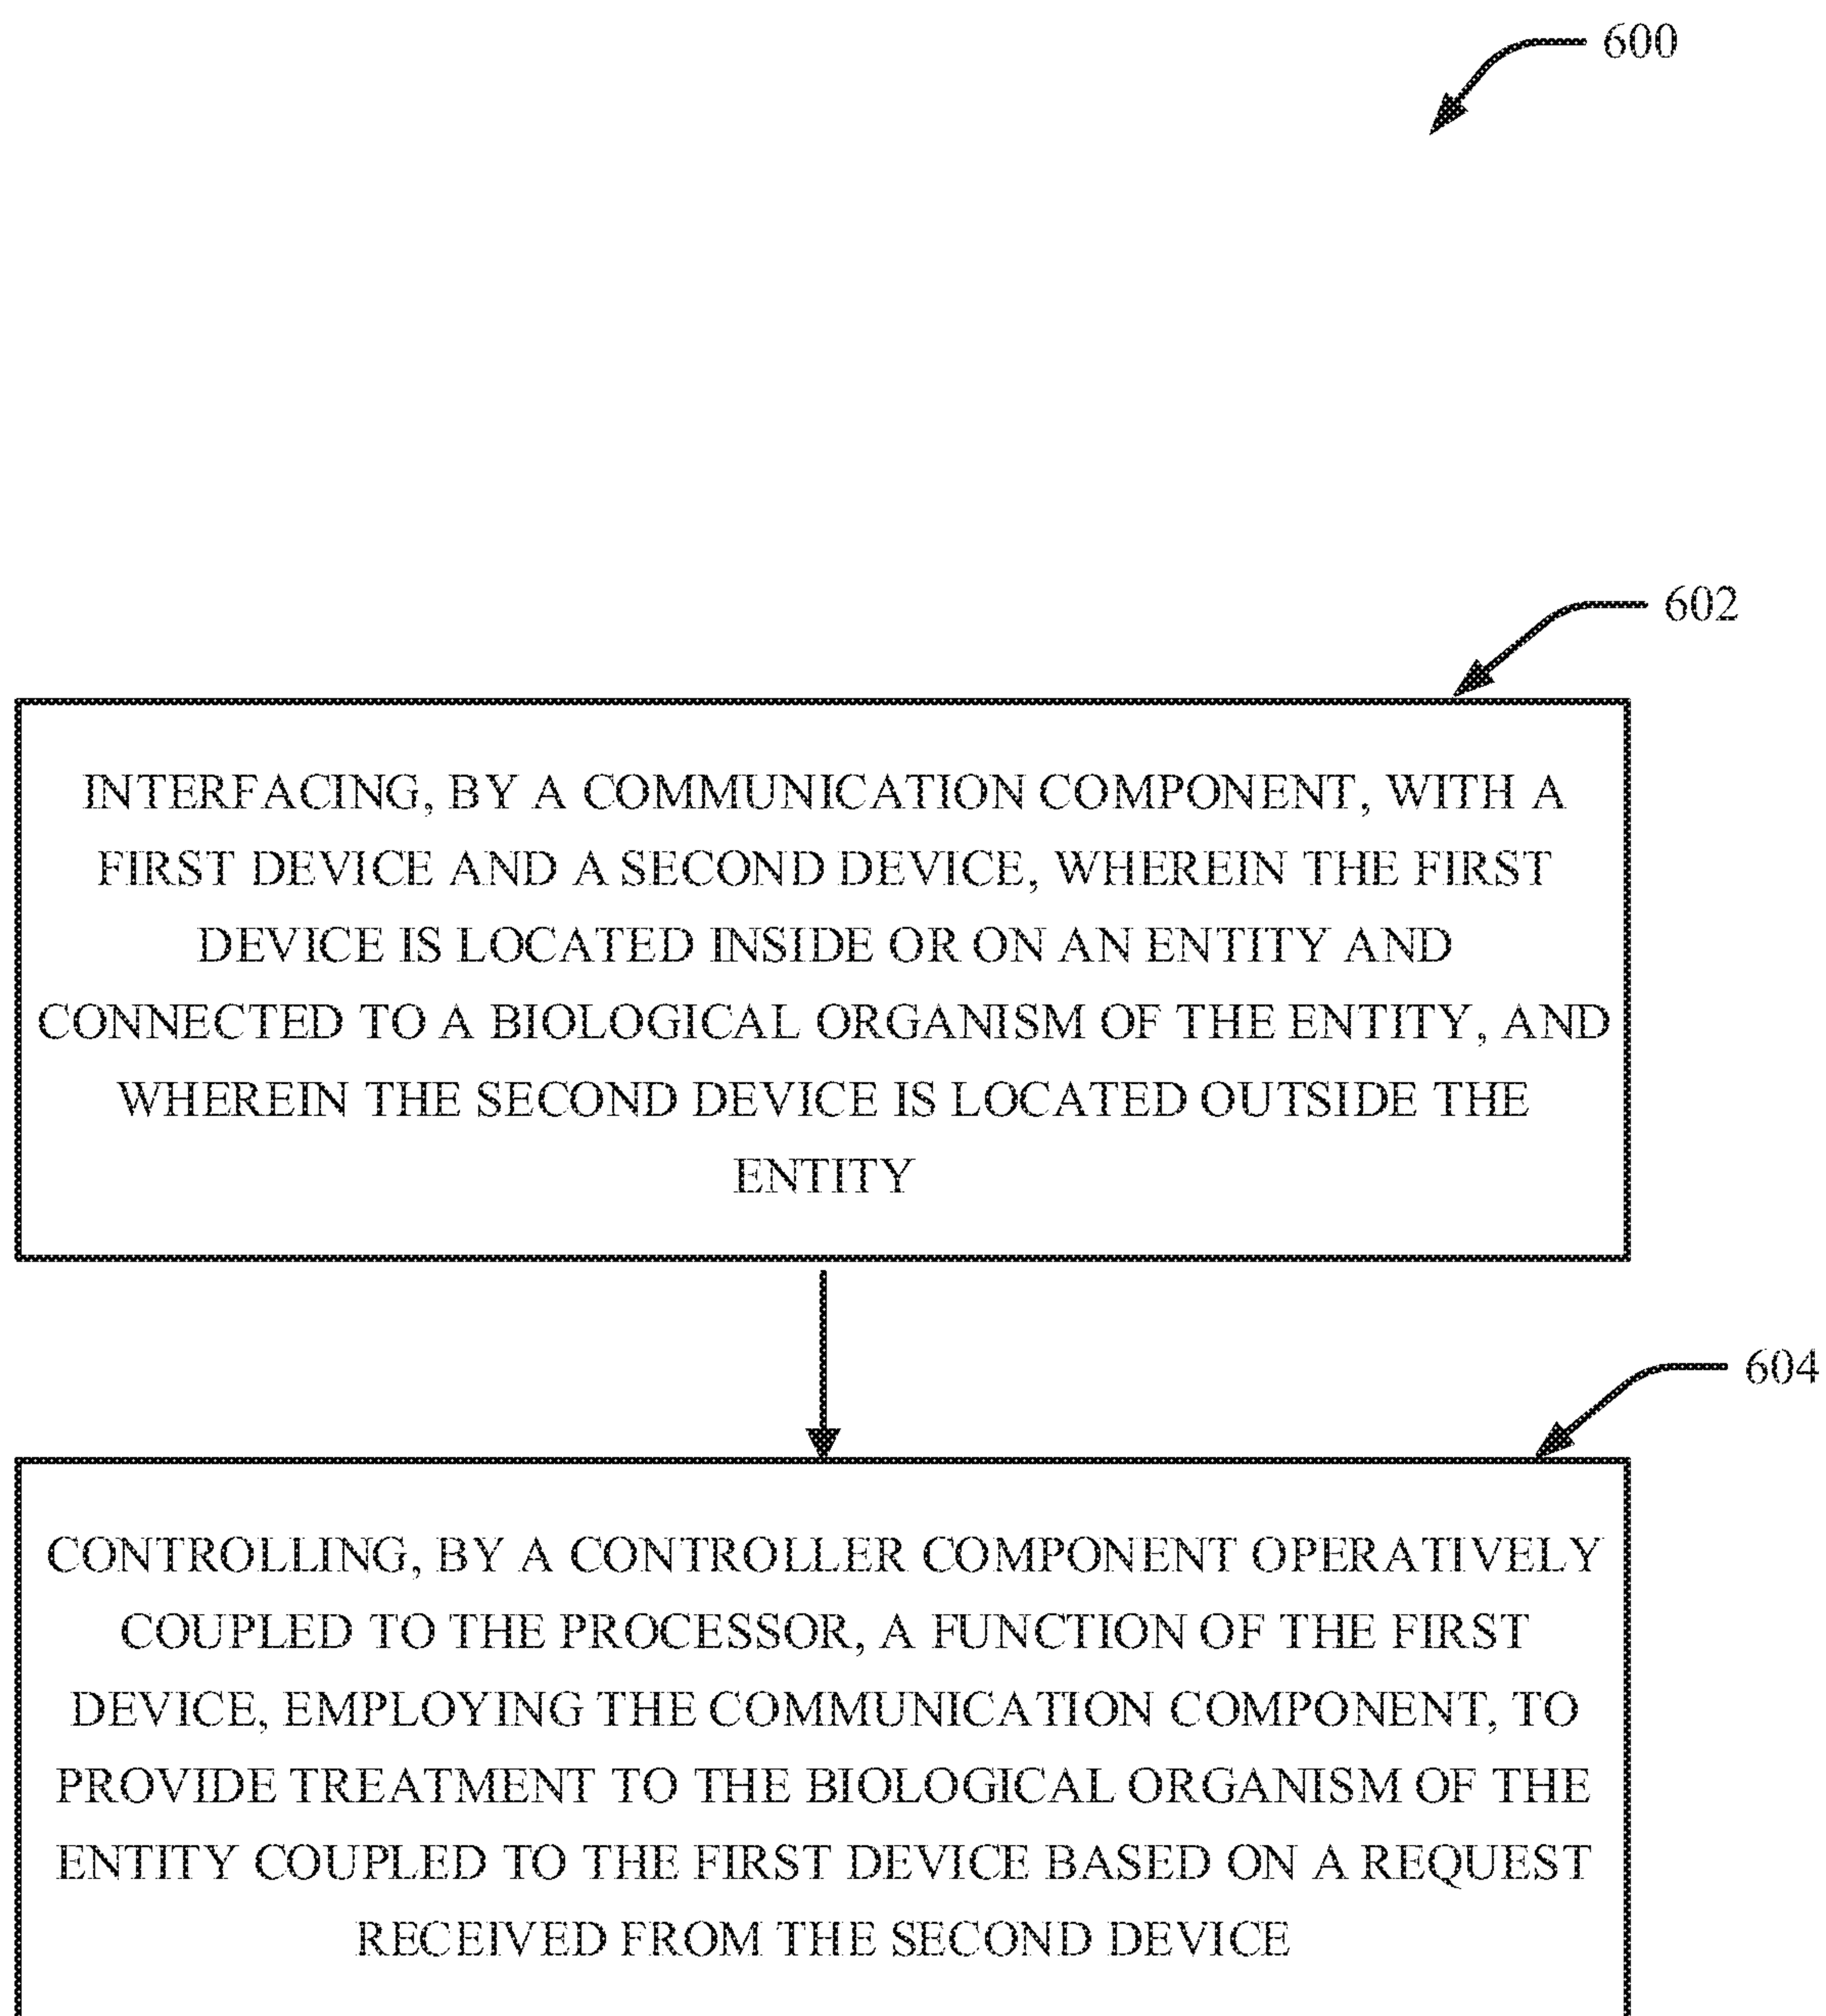 600
602
INTERFACING, BY A COMMUNICATION COMPONENT, WITH A
FIRST DEVICE AND A SECOND DEVICE, WHEREIN THE FIRST
DEVICE IS LOCATED INSIDE OR ON AN ENTITY AND
CONNECTED TO A BIOLOGICAL ORGANISM OF THE ENTITY, AND
WHEREIN THE SECOND DEVICE IS LOCATED OUTSIDE THE
ENTITY
604
CONTROLLING, BY A CONTROLLER COMPONENT OPERATIVELY
COUPLED TO THE PROCESSOR, A FUNCTION OF THE FIRST
DEVICE, EMPLOYING THE COMMUNICATION COMPONENT, TO
PROVIDE TREATMENT TO THE BIOLOGICAL ORGANISM OF THE
ENTITY COUPLED TO THE FIRST DEVICE BASED ON A REQUEST
RECEIVED FROM THE SECOND DEVICE